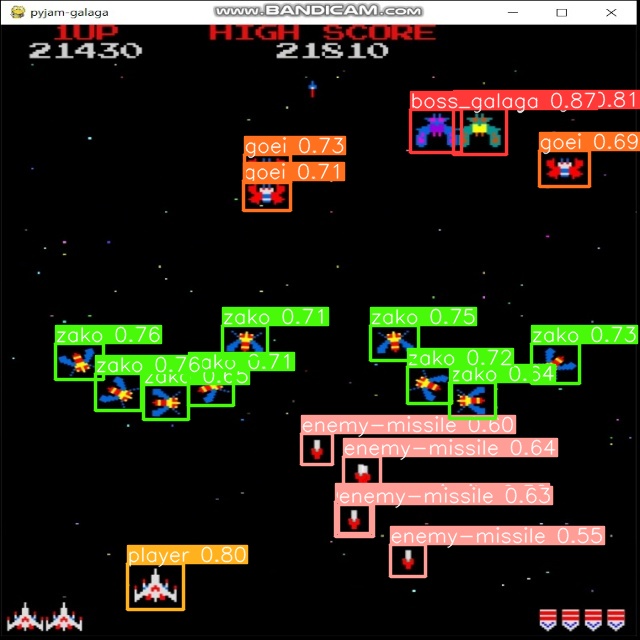 pyjam-galaga
WWW.BANDICAM.COM
1UP HIGH SCORE
21430 21810
boss_galaga 0.87 0.81
goei 0.73
goei 0.69
goei 0.71
zako 0.71
zako 0.75
zako 0.76
zako 0.73
zako 0.76
zako 0.71
zako 0.72
zako
enemy-missile 0.60
enemy-missile 0.64
enemy-missile 0.63
enemy-missile 0.55
player 0.80